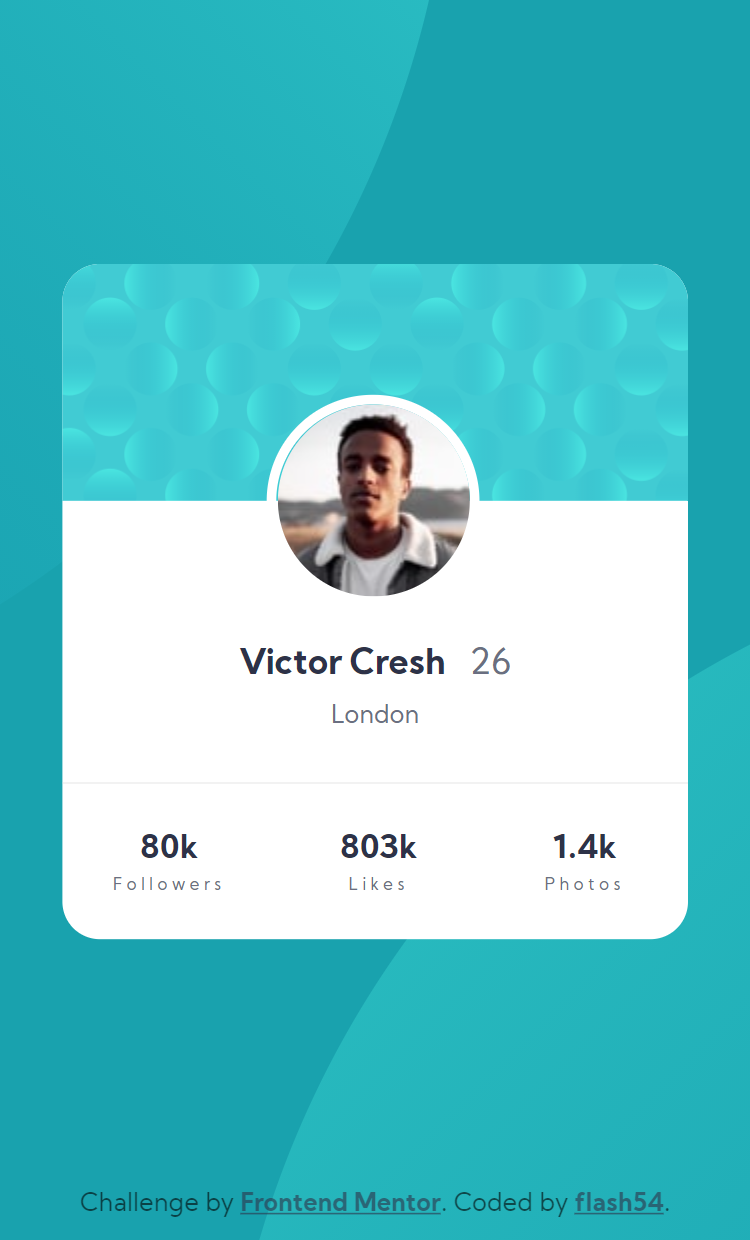 Victor Cresh 26
London
80k 803k 1.4k
Followers Likes Photos
Challenge by Frontend Mentor. Coded by flash54.